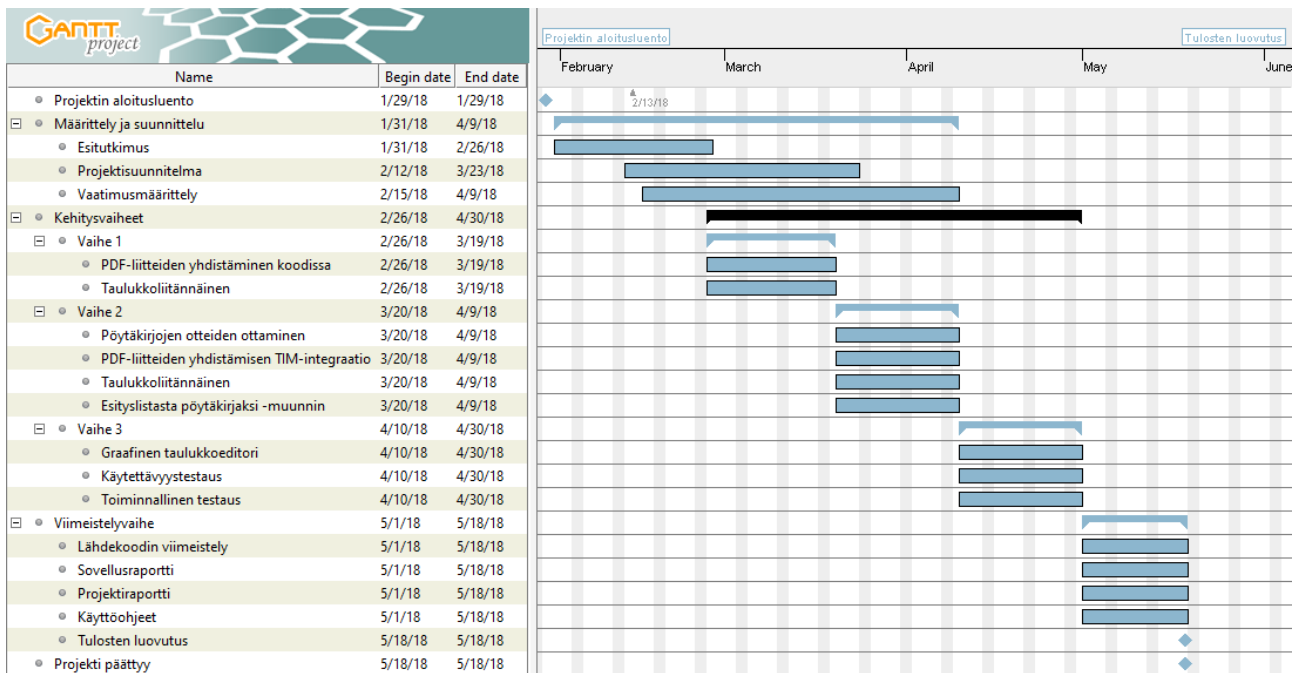 GANTT
project
Projektin aloitusluento Tulosten luovutus
Name Begin date End date February March April May June
Projektin aloitusluento 1/29/18 1/29/18 2/13/18
Määrittely ja suunnittelu 1/31/18 4/9/18
Esitutkimus 1/31/18 2/26/18
Projektisuunnitelma 2/12/18 3/23/18
Vaatimusmäärittely 2/15/18 4/9/18
Kehitysvaiheet 2/26/18 4/30/18
Vaihe 1 2/26/18 3/19/18
PDF-liitteiden yhdistäminen koodissa 2/26/18 3/19/18
Taulukkoliitännäinen 2/26/18 3/19/18
Vaihe 2 3/20/18 4/9/18
Pöytäkirjojen otteiden ottaminen 3/20/18 4/9/18
PDF-liitteiden yhdistämisen TIM-integraatio 3/20/18 4/9/18
Taulukkoliitännäinen 3/20/18 4/9/18
Esityslistasta pöytäkirjaksi -muunnin 3/20/18 4/9/18
Vaihe 3 4/10/18 4/30/18
Graafinen taulukkoeditori 4/10/18 4/30/18
Käytettävyystestaus 4/10/18 4/30/18
Toiminnallinen testaus 4/10/18 4/30/18
Viimeistelyvaihe 5/1/18 5/18/18
Lähdekoodin viimeistely 5/1/18 5/18/18
Sovellusraportti 5/1/18 5/18/18
Projektiraportti 5/1/18 5/18/18
Käyttöohjeet 5/1/18 5/18/18
Tulosten luovutus 5/18/18 5/18/18
Projekti päättyy 5/18/18 5/18/18